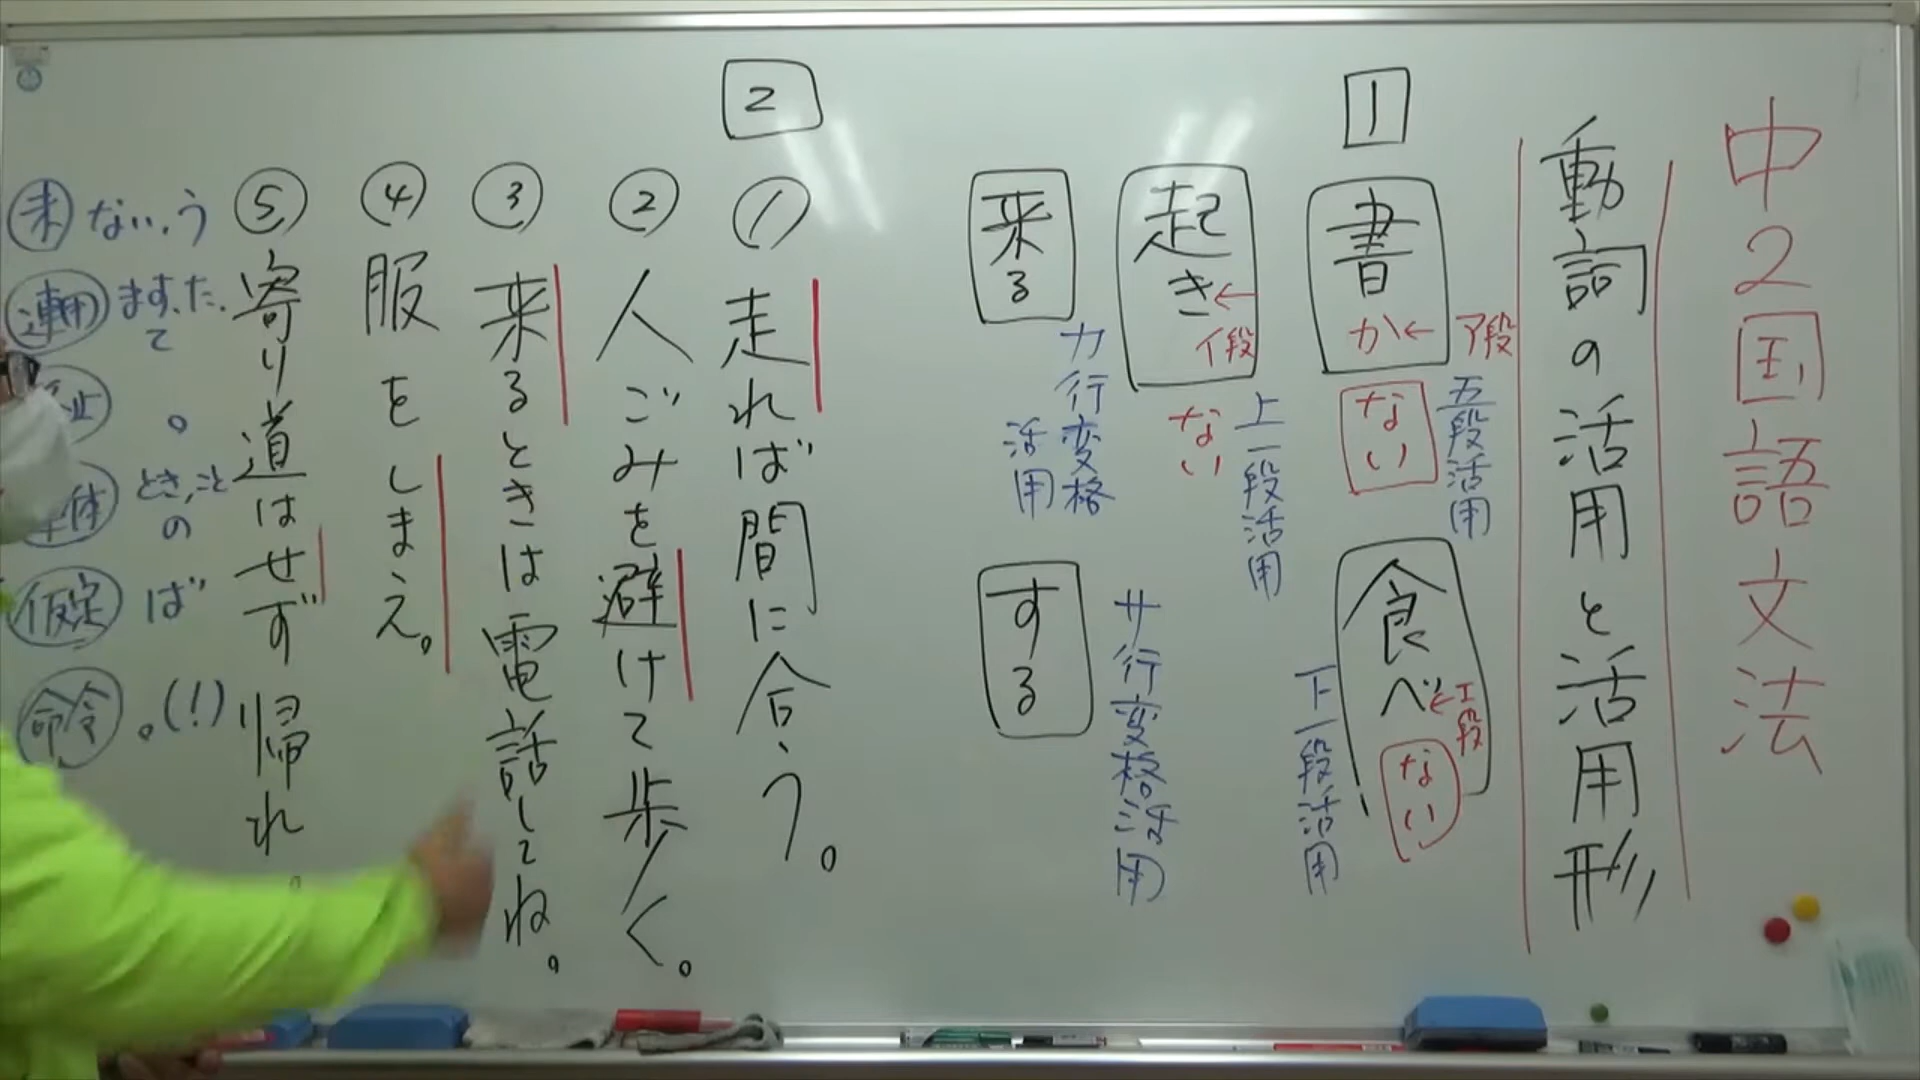 中2国語文法
動詞の活用と活用形
1
書か
ア段
ない
五段活用
食べ
エ段
ない
下一段活用
起き
イ段
ない
上一段活用
来る
カ行変格
活用
する
サ行変格活用
2
①走れば間に合う。
②人ごみを避けて歩く。
③来るときは電話してね。
④服をしまえ。
⑤寄り道はせず帰れ。
未 ない、う
連用 ます、た、
て
止 。
体 とき、こと
の
仮定 ば
命令 。(!)